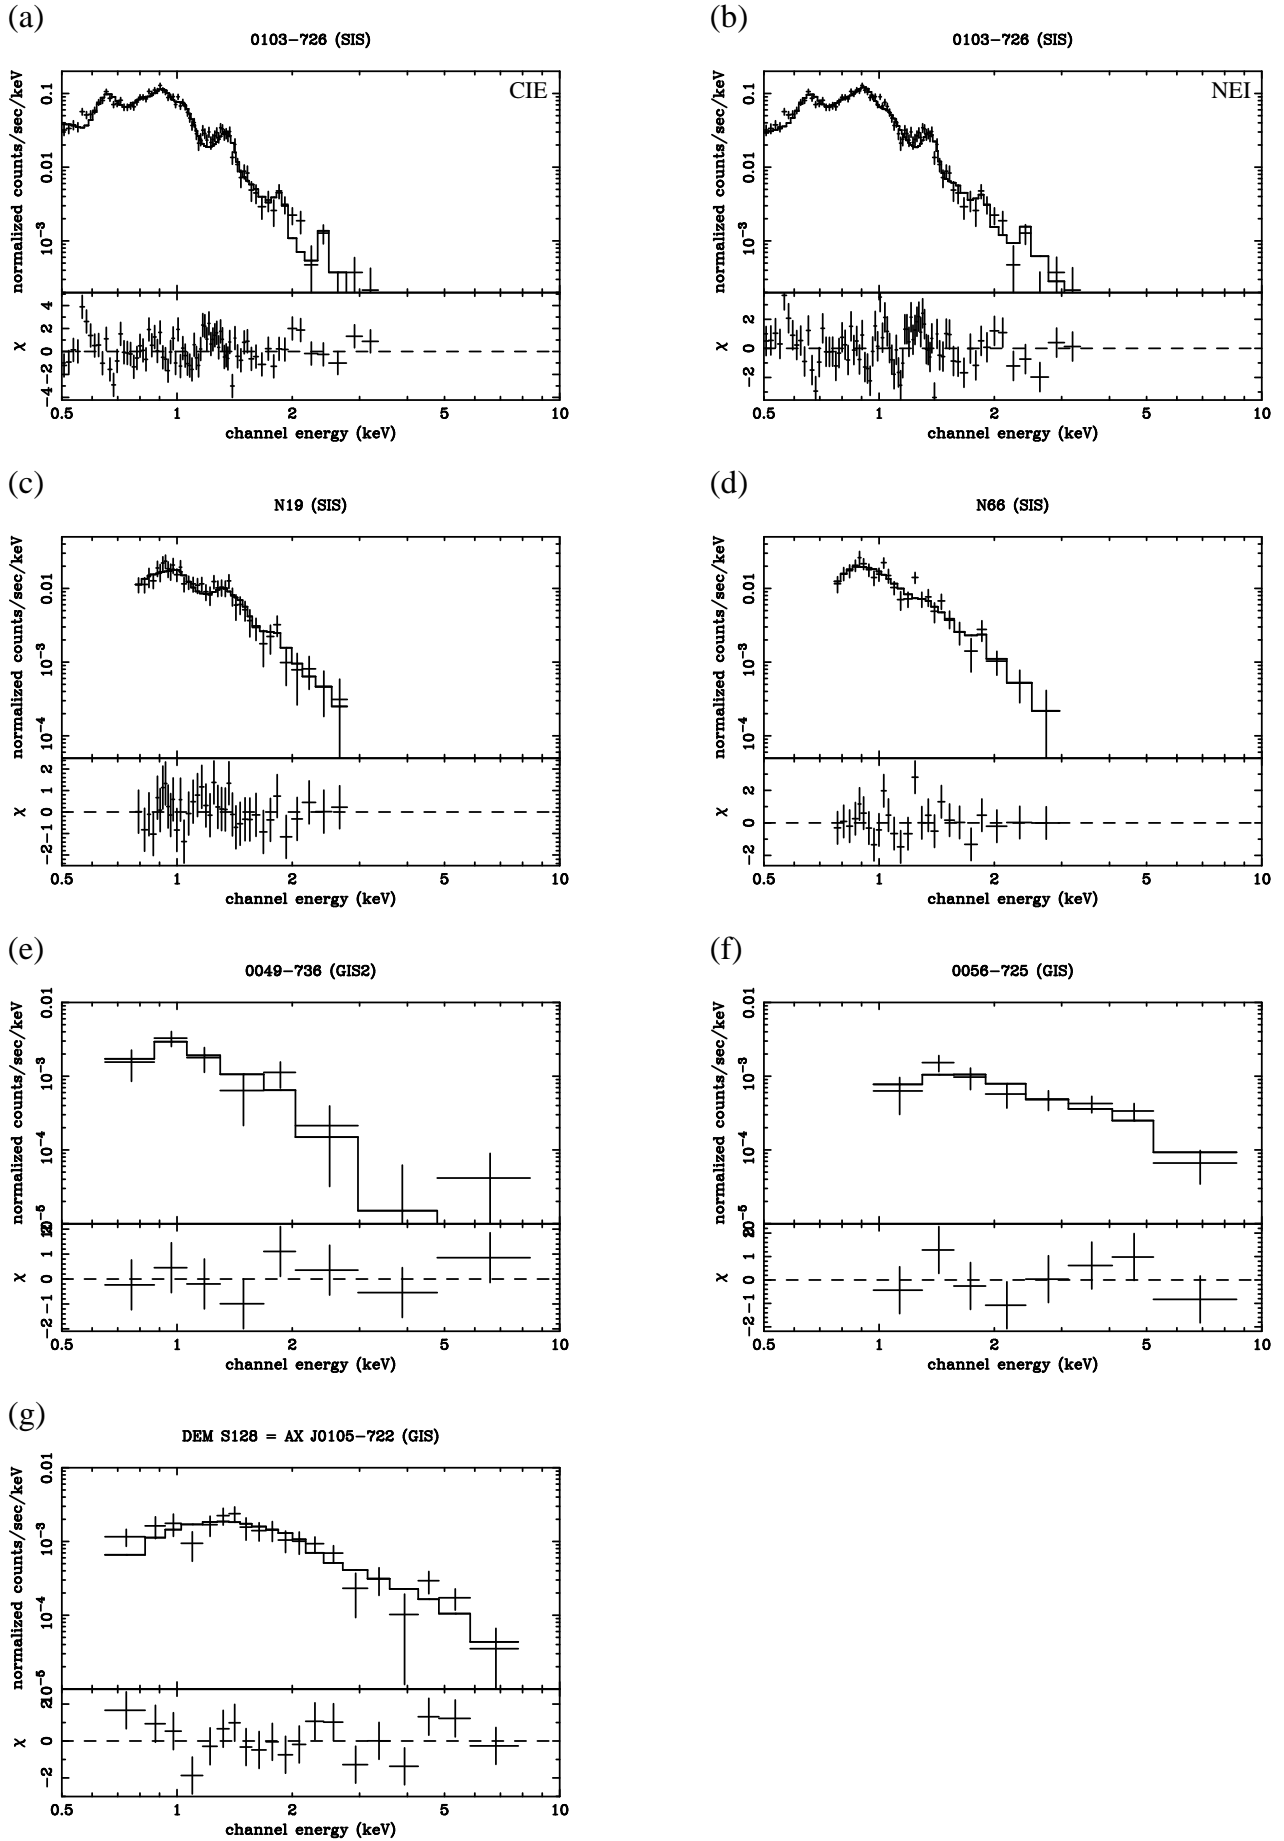 (a)
0103−726 (SIS)
CIE
normalized counts/sec/keV
0.1
0.01
10−3
χ
4
2
0
−2
−4
0.5 1 2 5 10
channel energy (keV)
(b)
0103−726 (SIS)
NEI
normalized counts/sec/keV
0.1
0.01
10−3
χ
2
0
−2
0.5 1 2 5 10
channel energy (keV)
(c)
N19 (SIS)
normalized counts/sec/keV
0.01
10−3
10−4
χ
2
1
0
−1
−2
0.5 1 2 5 10
channel energy (keV)
(d)
N66 (SIS)
normalized counts/sec/keV
0.01
10−3
10−4
χ
2
0
−2
0.5 1 2 5 10
channel energy (keV)
(e)
0049−736 (GIS2)
normalized counts/sec/keV
0.01
10−3
10−4
χ
1
0
−1
−2
0.5 1 2 5 10
channel energy (keV)
(f)
0056−725 (GIS)
normalized counts/sec/keV
0.01
10−3
10−4
χ
1
0
−1
−2
0.5 1 2 5 10
channel energy (keV)
(g)
DEM S128 = AX J0105−722 (GIS)
normalized counts/sec/keV
0.01
10−3
10−4
χ
0
−2
0.5 1 2 5 10
channel energy (keV)